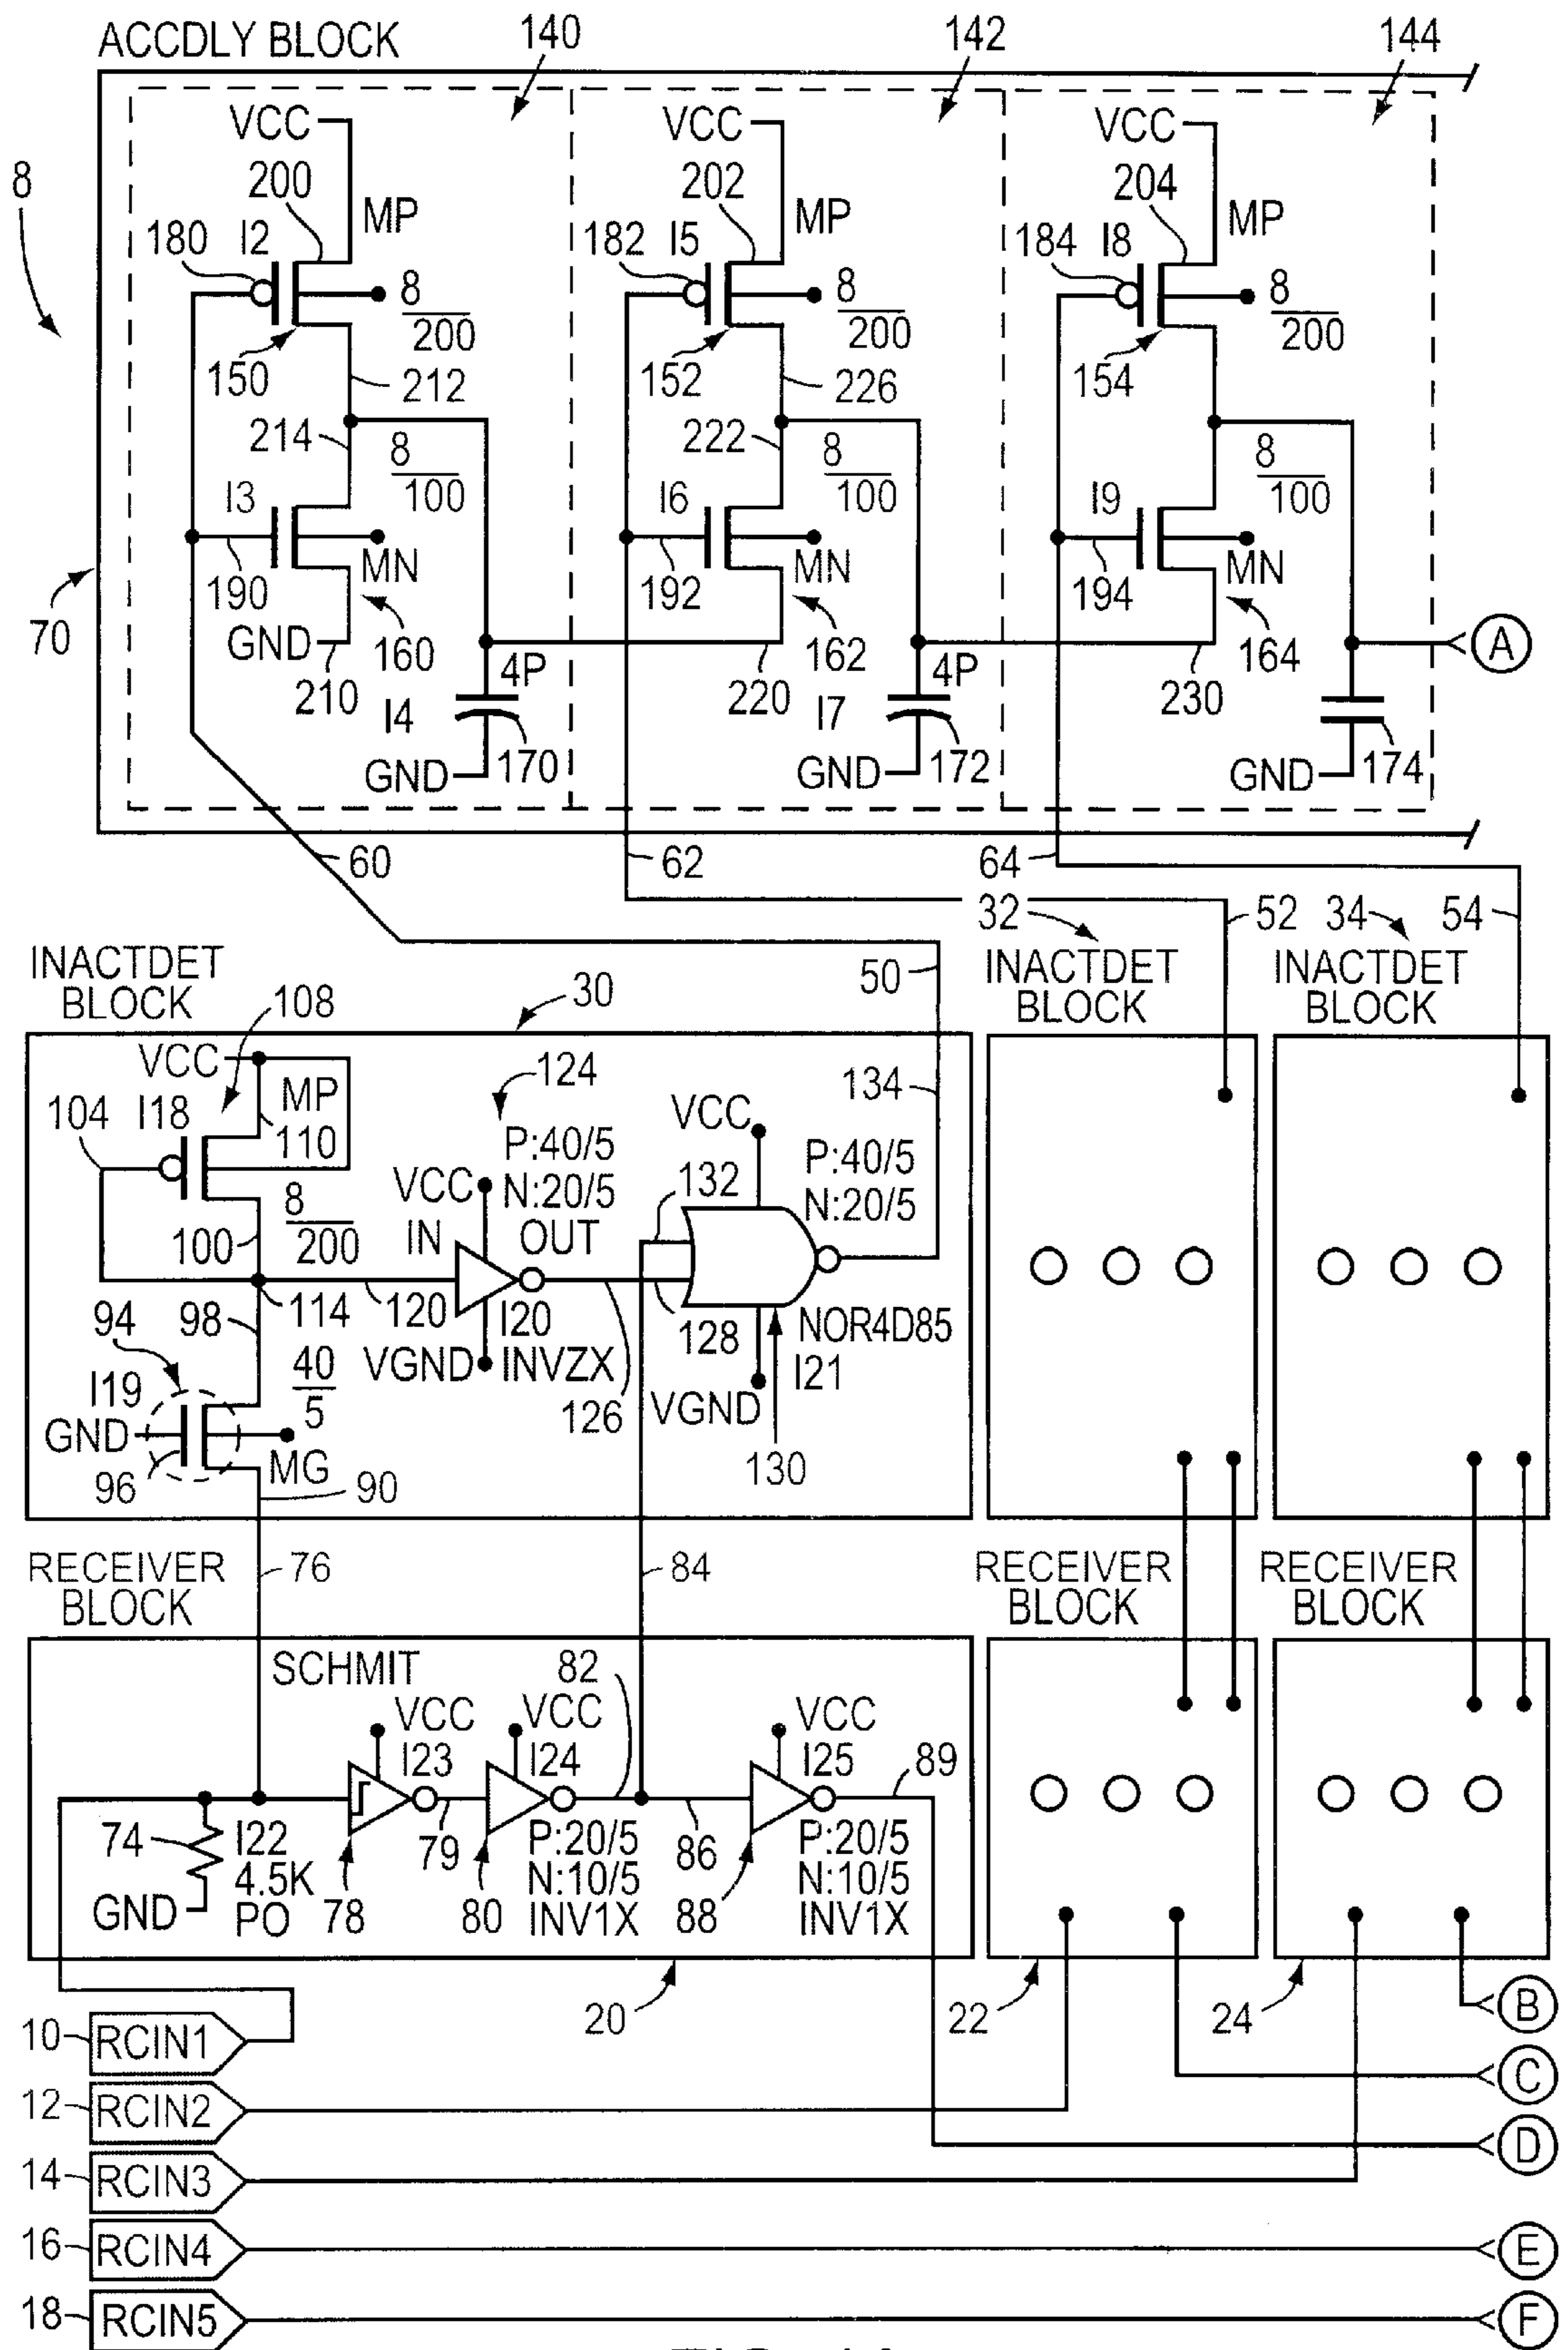 ACCDLY BLOCK
140
142
144
8
VCC
VCC
VCC
200
202
204
MP
MP
MP
180
I2
182
I5
184
I8
8
200
8
200
8
200
150
212
152
226
154
214
8
100
222
8
100
8
100
I3
I6
I9
190
MN
192
MN
194
MN
70
GND
160
162
164
A
210
I4
4P
220
I7
4P
230
GND
170
GND
172
GND
174
60
62
64
32
52
34
54
INACTDET
BLOCK
30
50
INACTDET
BLOCK
INACTDET
BLOCK
108
VCC
124
134
104
I18
MP
110
P:40/5
N:20/5
VCC
VCC
132
P:40/5
N:20/5
100
8
200
IN
OUT
94
98
114
120
I20
128
NOR4D85
I21
I19
40
5
VGND
INVZX
126
VGND
GND
96
MG
90
130
RECEIVER
BLOCK
76
84
RECEIVER
BLOCK
RECEIVER
BLOCK
SCHMIT
82
VCC
I23
VCC
I24
VCC
I25
89
74
I22
4.5K
PO
GND
78
79
80
P:20/5
N:10/5
INV1X
86
88
P:20/5
N:10/5
INV1X
20
22
24
B
10
RCIN1
C
12
RCIN2
D
14
RCIN3
16
RCIN4
E
18
RCIN5
F